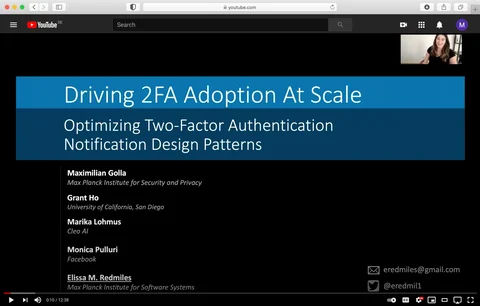 youtube.com
YouTube
Search
M
Driving 2FA Adoption At Scale
Optimizing Two-Factor Authentication
Notification Design Patterns
Maximilian Golla
Max Planck Institute for Security and Privacy
Grant Ho
University of California, San Diego
Marika Lohmus
Cleo AI
Monica Pulluri
Facebook
Elissa M. Redmiles
Max Planck Institute for Software Systems
eredmiles@gmail.com
@eredmil1
0:10 / 12:38